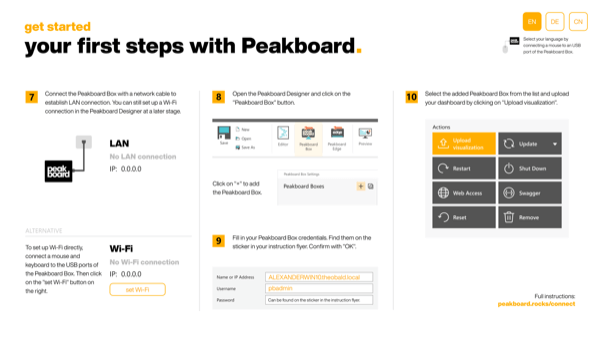 get started
your first steps with Peakboard.
EN
DE
CN
Select your language by
connecting a mouse to an USB
port of the Peakboard Box.
7
Connect the Peakboard Box with a network cable to
establish LAN connection. You can still set up a Wi-Fi
connection in the Peakboard Designer at a later stage.
peak
board
LAN
No LAN connection
IP: 0.0.0.0
ALTERNATIVE
To set up Wi-Fi directly,
connect a mouse and
keyboard to the USB ports of
the Peakboard Box. Then click
on the "set Wi-Fi" button on
the right.
Wi-Fi
No Wi-Fi connection
IP: 0.0.0.0
set Wi-Fi
8
Open the Peakboard Designer and click on the
"Peakboard Box" button.
Save
New
Open
Save As
Editor
Peakboard
Box
Peakboard
Edge
Preview
Click on "+" to add
the Peakboard Box.
Peakboard Box Settings
Peakboard Boxes
9
Fill in your Peakboard Box credentials. Find them on the
sticker in your instruction flyer. Confirm with "OK".
Name or IP Address
ALEXANDERWIN10theobald.local
Username
pbadmin
Password
Can be found on the sticker in the instruction flyer.
10
Select the added Peakboard Box from the list and upload
your dashboard by clicking on "Upload visualization".
Actions
Upload
visualization
Update
Restart
Shut Down
Web Access
Swagger
Reset
Remove
Full instructions:
peakboard.rocks/connect